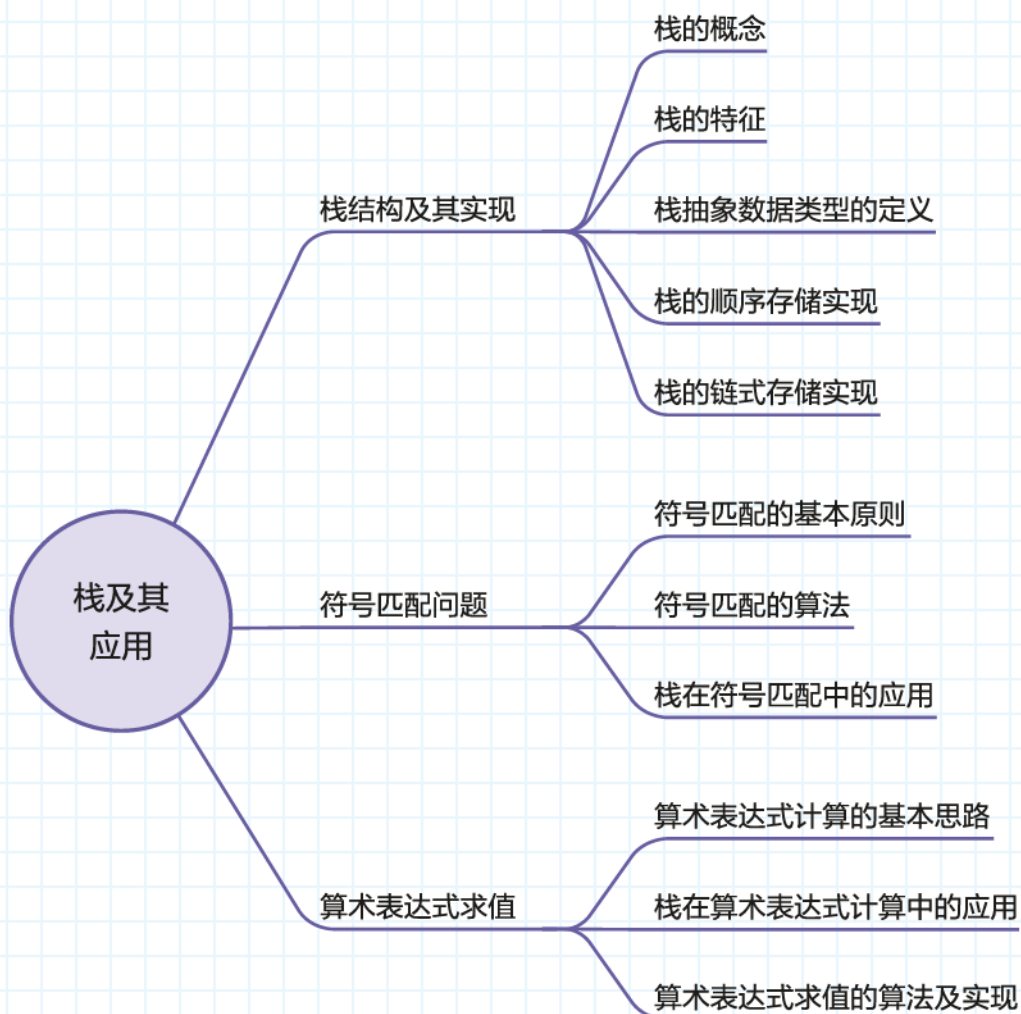 栈的概念
栈的特征
栈结构及其实现
栈抽象数据类型的定义
栈的顺序存储实现
栈的链式存储实现
符号匹配的基本原则
栈及其
应用
符号匹配问题
符号匹配的算法
栈在符号匹配中的应用
算术表达式计算的基本思路
算术表达式求值
栈在算术表达式计算中的应用
算术表达式求值的算法及实现